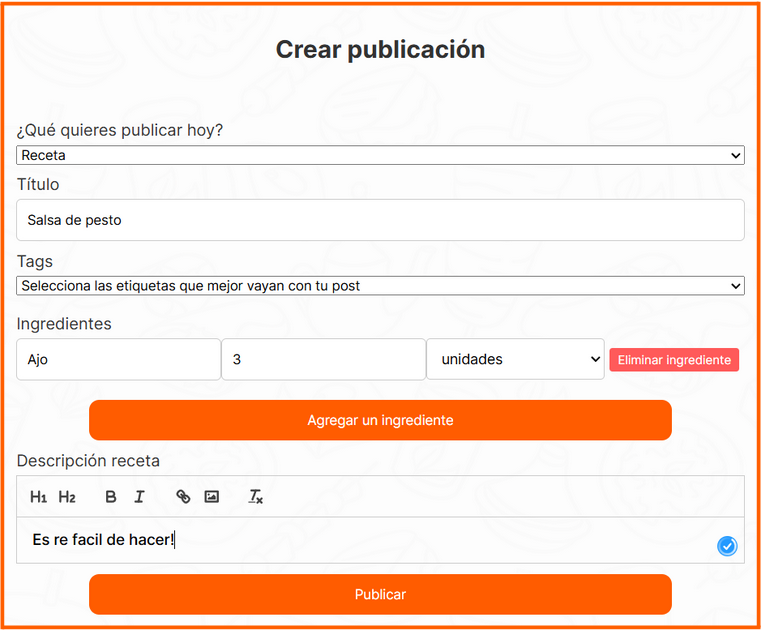 Crear publicación
¿Qué quieres publicar hoy?
Receta
Título
Salsa de pesto
Tags
Selecciona las etiquetas que mejor vayan con tu post
Ingredientes
Ajo 3 unidades Eliminar ingrediente
Agregar un ingrediente
Descripción receta
H1 H2 B I Tx
Es re facil de hacer!
Publicar